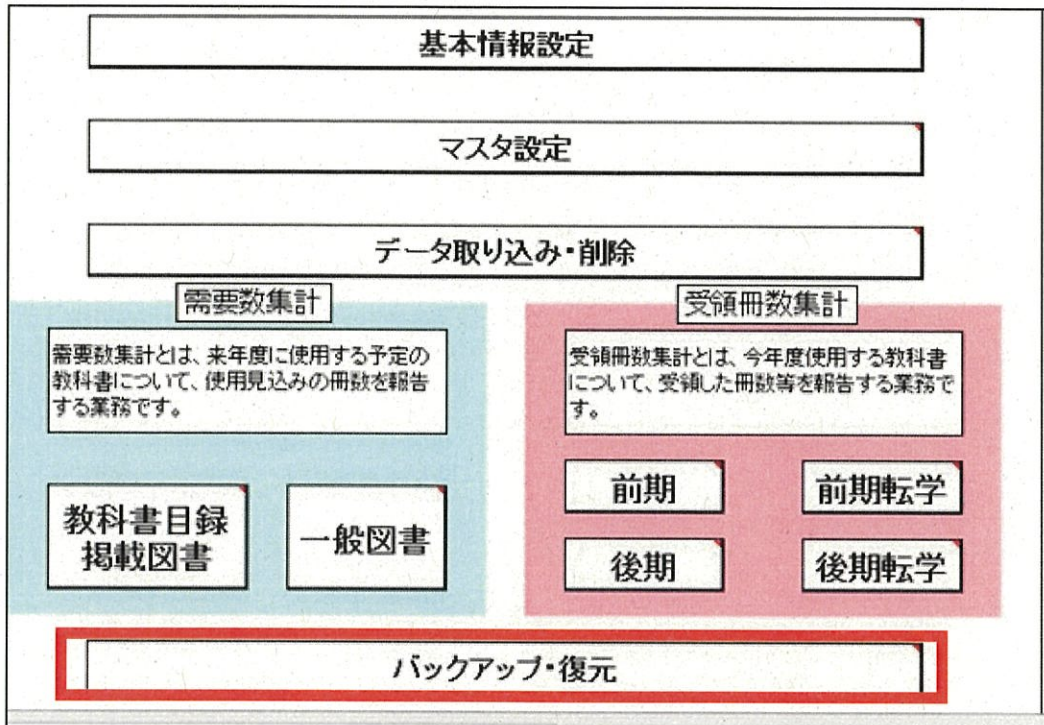 基本情報設定
マスタ設定
データ取り込み・削除
需要数集計
需要数集計とは、来年度に使用する予定の
教科書について、使用見込みの冊数を報告
する業務です。
教科書目録
掲載図書
一般図書
受領冊数集計
受領冊数集計とは、今年度使用する教科書
について、受領した冊数等を報告する業務で
す。
前期
前期転学
後期
後期転学
バックアップ・復元